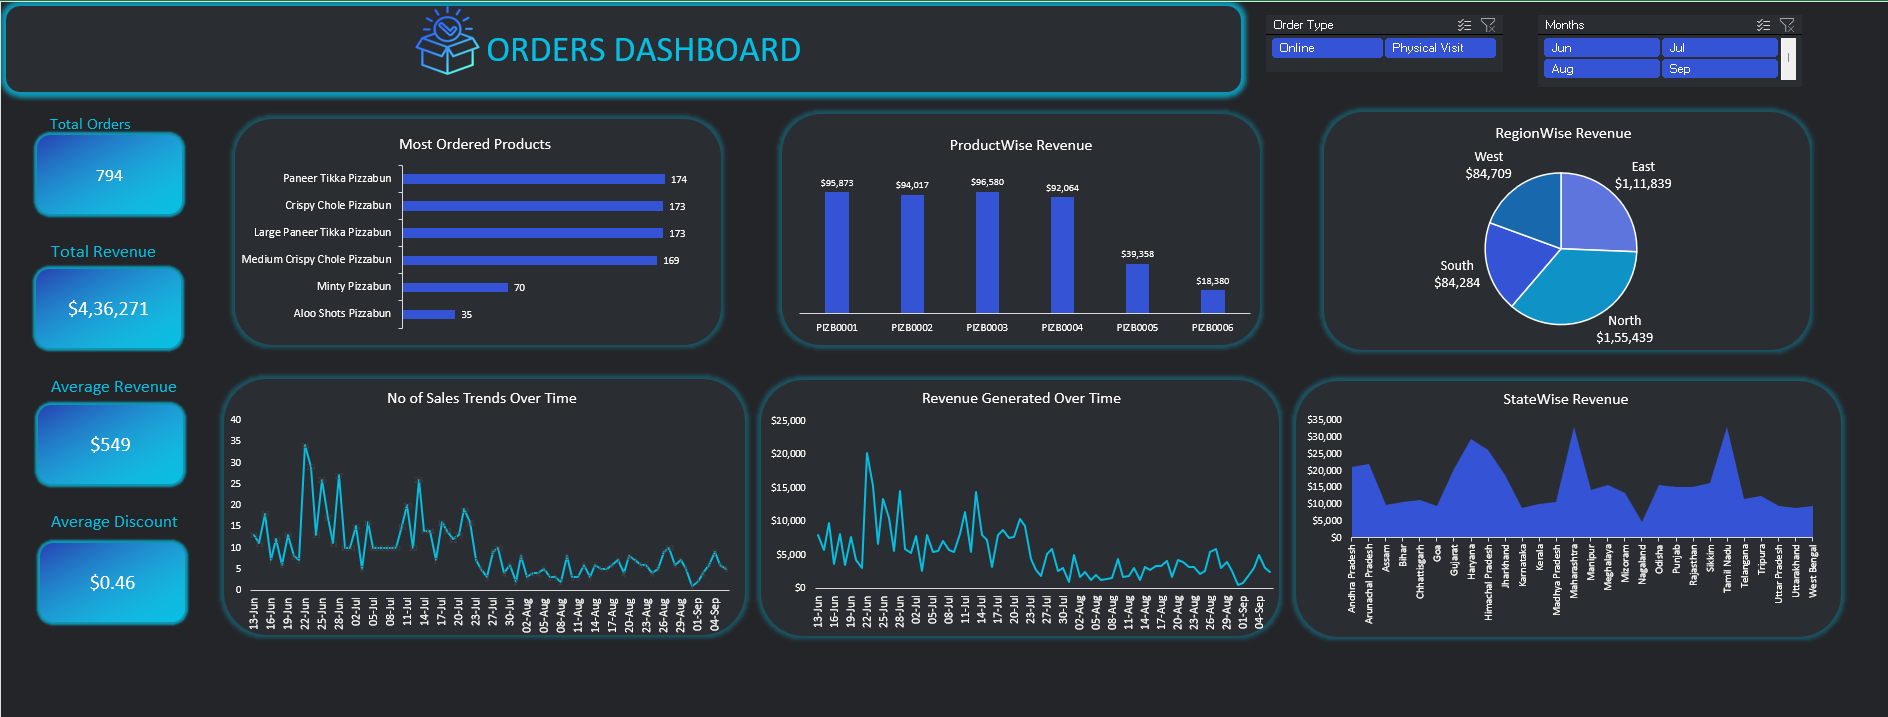 ORDERS DASHBOARD
Order Type
Online
Physical Visit
Months
Jun
Jul
Aug
Sep
Total Orders
794
Total Revenue
$4,36,271
Average Revenue
$549
Average Discount
$0.46
Most Ordered Products
Paneer Tikka Pizzabun 174
Crispy Chole Pizzabun 173
Large Paneer Tikka Pizzabun 173
Medium Crispy Chole Pizzabun 169
Minty Pizzabun 70
Aloo Shots Pizzabun 35
ProductWise Revenue
$95,873 $94,017 $96,580 $92,064 $39,358 $18,380
PIZB0001 PIZB0002 PIZB0003 PIZB0004 PIZB0005 PIZB0006
RegionWise Revenue
West
$84,709
East
$1,11,839
South
$84,284
North
$1,55,439
No of Sales Trends Over Time
40
35
30
25
20
15
10
5
0
13-Jun 16-Jun 19-Jun 22-Jun 25-Jun 28-Jun 02-Jul 05-Jul 08-Jul 11-Jul 14-Jul 17-Jul 20-Jul 23-Jul 27-Jul 30-Jul 02-Aug 05-Aug 08-Aug 11-Aug 14-Aug 17-Aug 20-Aug 23-Aug 26-Aug 29-Aug 01-Sep 04-Sep
Revenue Generated Over Time
$25,000
$20,000
$15,000
$10,000
$5,000
$0
13-Jun 16-Jun 19-Jun 22-Jun 25-Jun 28-Jun 02-Jul 05-Jul 08-Jul 11-Jul 14-Jul 17-Jul 20-Jul 23-Jul 27-Jul 30-Jul 02-Aug 05-Aug 08-Aug 11-Aug 14-Aug 17-Aug 20-Aug 23-Aug 26-Aug 29-Aug 01-Sep 04-Sep
StateWise Revenue
$35,000
$30,000
$25,000
$20,000
$15,000
$10,000
$5,000
$0
Andhra Pradesh Arunachal Pradesh Assam Bihar Chhattisgarh Goa Gujarat Haryana Himachal Pradesh Jharkhand Karnataka Kerala Madhya Pradesh Maharashtra Manipur Meghalaya Mizoram Nagaland Odisha Punjab Rajasthan Sikkim Tamil Nadu Telangana Tripura Uttar Pradesh Uttarakhand West Bengal